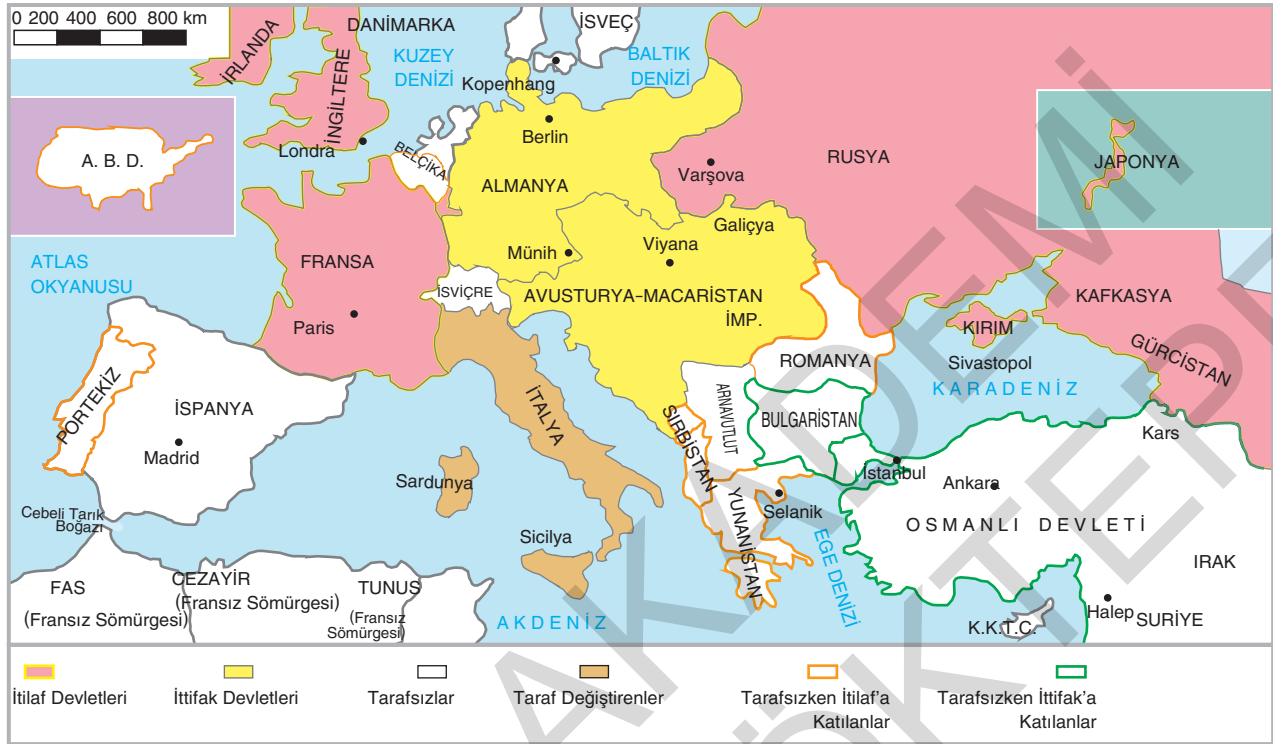 0 200 400 600 800 km
DANİMARKA
İSVEÇ
İRLANDA
İNGİLTERE
KUZEY
DENİZİ
BALTIK
DENİZİ
Kopenhang
Berlin
Londra
BELÇİKA
A. B. D.
ALMANYA
Varşova
RUSYA
JAPONYA
Galiçya
Münih
Viyana
ATLAS
OKYANUSU
FRANSA
İSVİÇRE
AVUSTURYA-MACARİSTAN
İMP.
KAFKASYA
Paris
KIRIM
GÜRCİSTAN
ROMANYA
Sivastopol
KARADENİZ
PORTEKİZ
İSPANYA
İTALYA
SIRBİSTAN
ARNAVUTLUT
BULGARİSTAN
Kars
Madrid
İstanbul
Ankara
Sardunya
YUNANİSTAN
Selanik
OSMANLI DEVLETİ
Cebeli Tarık
Boğazı
Sicilya
EGE DENİZİ
IRAK
FAS
(Fransız Sömürgesi)
CEZAYİR
(Fransız Sömürgesi)
TUNUS
(Fransız
Sömürgesi)
AKDENİZ
K.K.T.C.
Halep
SURİYE
AKADEMİ
GÖKTEPE
İtilaf Devletleri
İttifak Devletleri
Tarafsızlar
Taraf Değiştirenler
Tarafsızken İtilaf'a
Katılanlar
Tarafsızken İttifak'a
Katılanlar